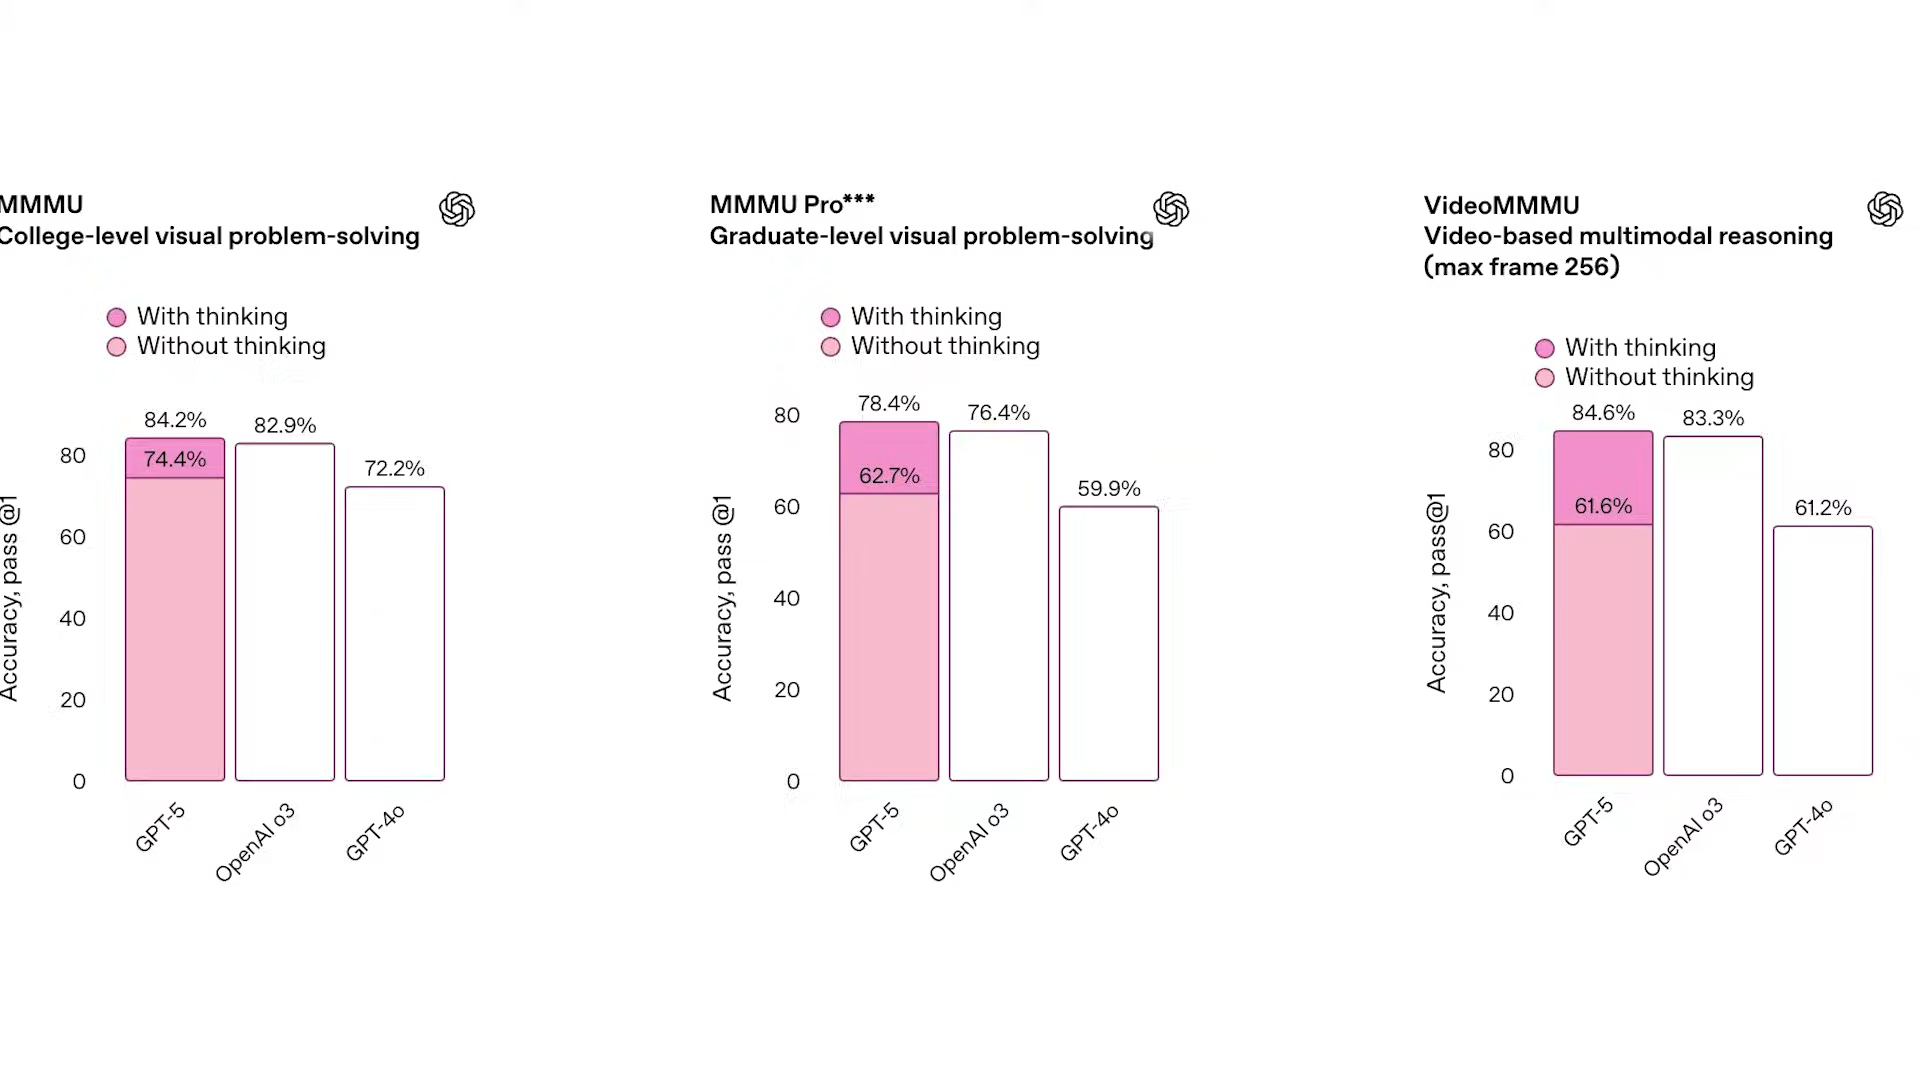 MMMU
College-level visual problem-solving
With thinking
Without thinking
84.2%
82.9%
74.4%
72.2%
80
60
40
20
0
Accuracy, pass @1
GPT-5
OpenAI o3
GPT-4o
MMMU Pro***
Graduate-level visual problem-solving
With thinking
Without thinking
78.4%
76.4%
62.7%
59.9%
80
60
40
20
0
Accuracy, pass @1
GPT-5
OpenAI o3
GPT-4o
VideoMMMU
Video-based multimodal reasoning
(max frame 256)
With thinking
Without thinking
84.6%
83.3%
61.6%
61.2%
80
60
40
20
0
Accuracy, pass@1
GPT-5
OpenAI o3
GPT-4o